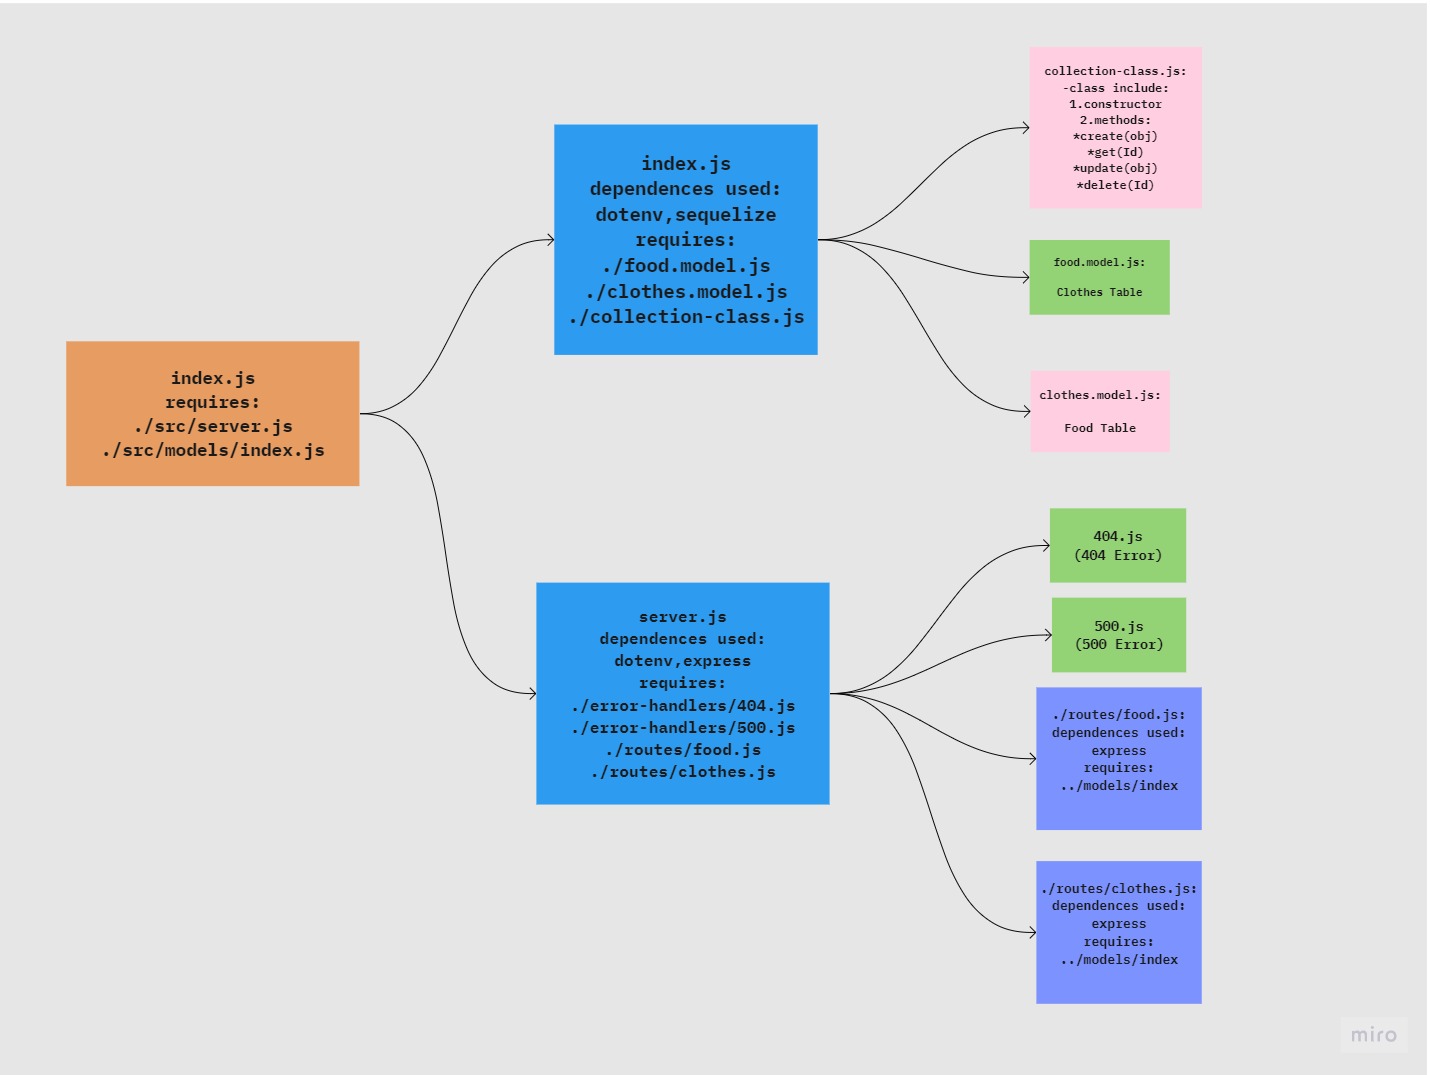 index.js
requires:
./src/server.js
./src/models/index.js
index.js
dependences used:
dotenv,sequelize
requires:
./food.model.js
./clothes.model.js
./collection-class.js
collection-class.js:
-class include:
1.constructor
2.methods:
*create(obj)
*get(Id)
*update(obj)
*delete(Id)
food.model.js:
Clothes Table
clothes.model.js:
Food Table
server.js
dependences used:
dotenv,express
requires:
./error-handlers/404.js
./error-handlers/500.js
./routes/food.js
./routes/clothes.js
404.js
(404 Error)
500.js
(500 Error)
./routes/food.js:
dependences used:
express
requires:
../models/index
./routes/clothes.js:
dependences used:
express
requires:
../models/index
miro